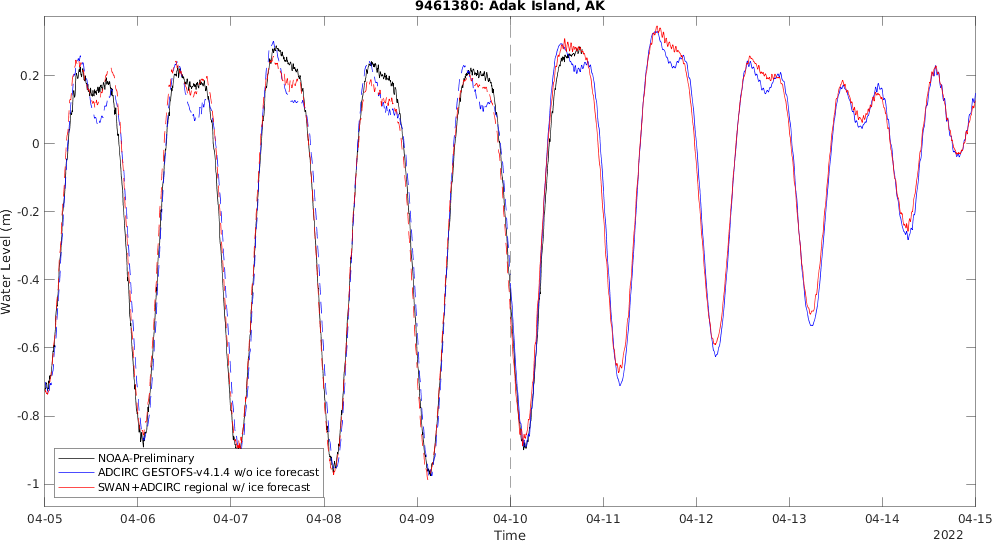 9461380: Adak Island, AK
0.2
0
-0.2
-0.4
-0.6
-0.8
-1
Water Level (m)
NOAA-Preliminary
ADCIRC GESTOFS-v4.1.4 w/o ice forecast
SWAN+ADCIRC regional w/ ice forecast
04-05 04-06 04-07 04-08 04-09 04-10 04-11 04-12 04-13 04-14 04-15
Time
2022